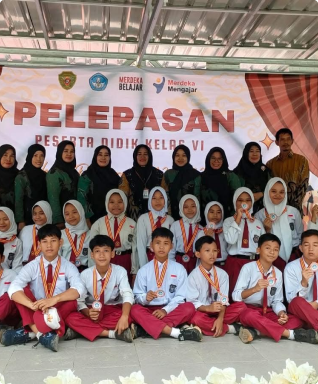 MERDEKA
BELAJAR
Merdeka
Mengajar
PELEPASAN
PESERTA DIDIK KELAS VI